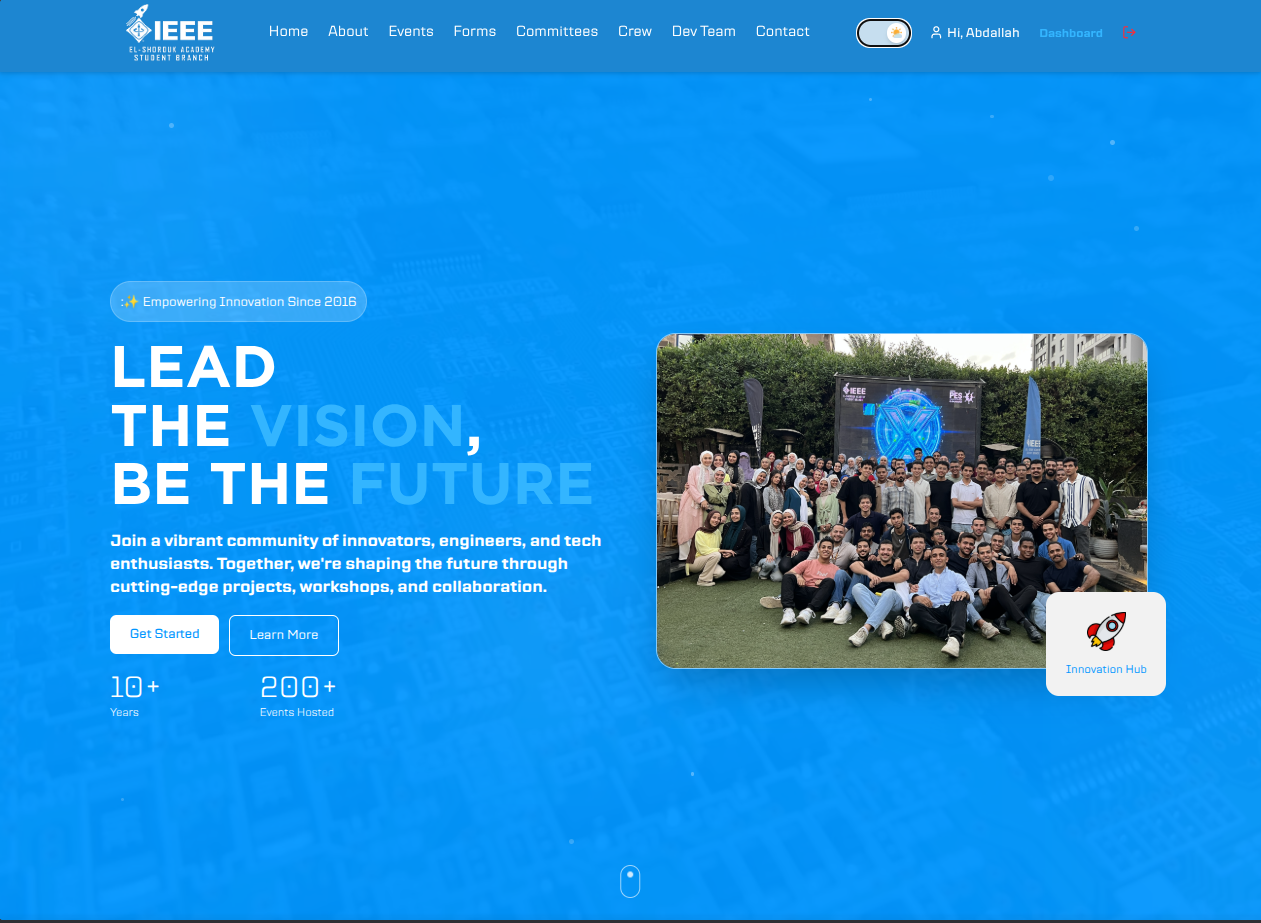 IEEE
EL-SHOROUK ACADEMY
STUDENT BRANCH
Home About Events Forms Committees Crew Dev Team Contact
Hi, Abdallah Dashboard
:✨ Empowering Innovation Since 2016
LEAD
THE VISION,
BE THE FUTURE
Join a vibrant community of innovators, engineers, and tech
enthusiasts. Together, we're shaping the future through
cutting-edge projects, workshops, and collaboration.
Get Started Learn More
10+ 200+
Years Events Hosted
IEEE
PES
IEEE
Innovation Hub